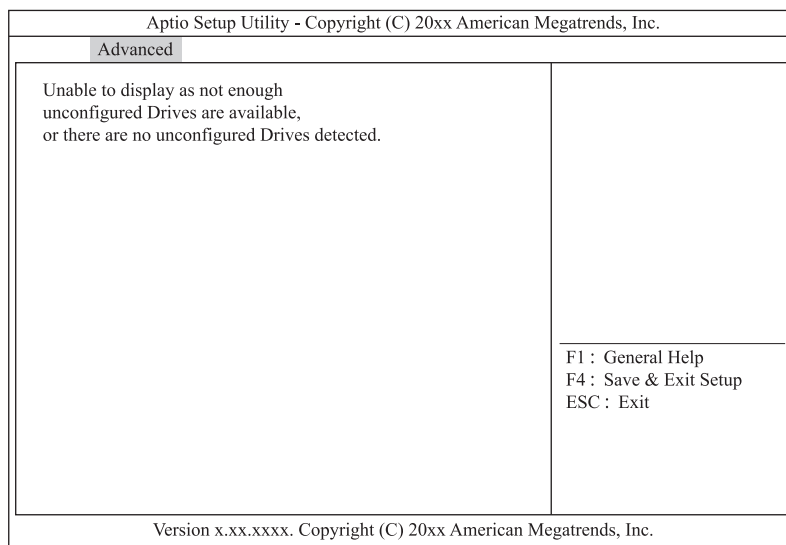 Aptio Setup Utility - Copyright (C) 20xx American Megatrends, Inc.
Advanced
Unable to display as not enough
unconfigured Drives are available,
or there are no unconfigured Drives detected.
F1 : General Help
F4 : Save & Exit Setup
ESC : Exit
Version x.xx.xxxx. Copyright (C) 20xx American Megatrends, Inc.